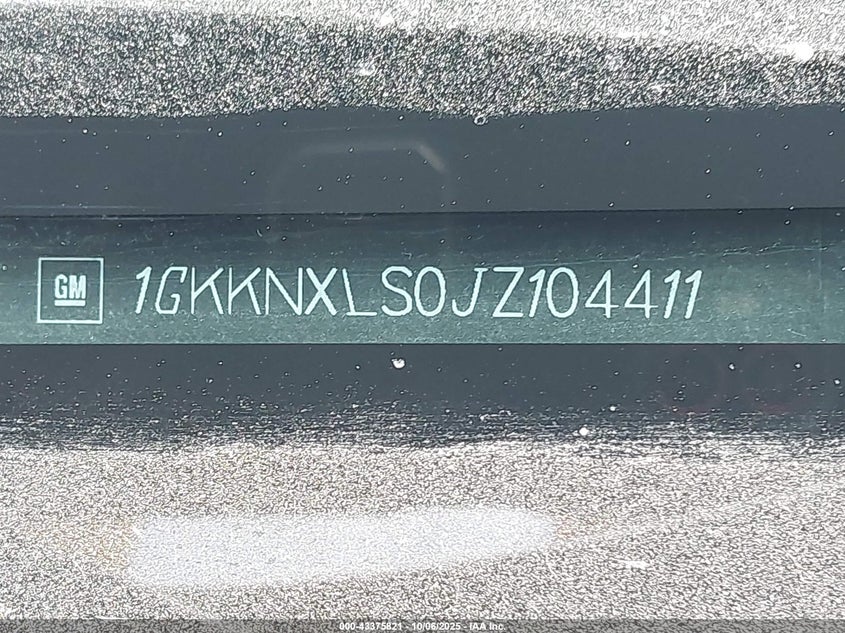 GM 1GKKNXLS0JZ104411
000-43375821 - 10/06/2025 - IAA Inc.